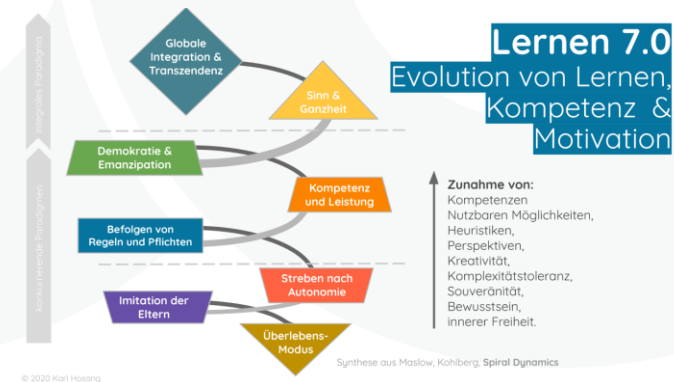 Lernen 7.0
Evolution von Lernen,
Kompetenz &
Motivation
integrales Paradigma
konkurrierende Paradigmen
Globale
Integration &
Transzendenz
Sinn &
Ganzheit
Demokratie &
Emanzipation
Kompetenz
und Leistung
Befolgen von
Regeln und Pflichten
Streben nach
Autonomie
Imitation der
Eltern
Überlebens-
Modus
Zunahme von:
Kompetenzen
Nutzbaren Möglichkeiten,
Heuristiken,
Perspektiven,
Kreativität,
Komplexitätstoleranz,
Souveränität,
Bewusstsein,
innerer Freiheit.
Synthese aus Maslow, Kohlberg, Spiral Dynamics
© 2020 Karl Hosang